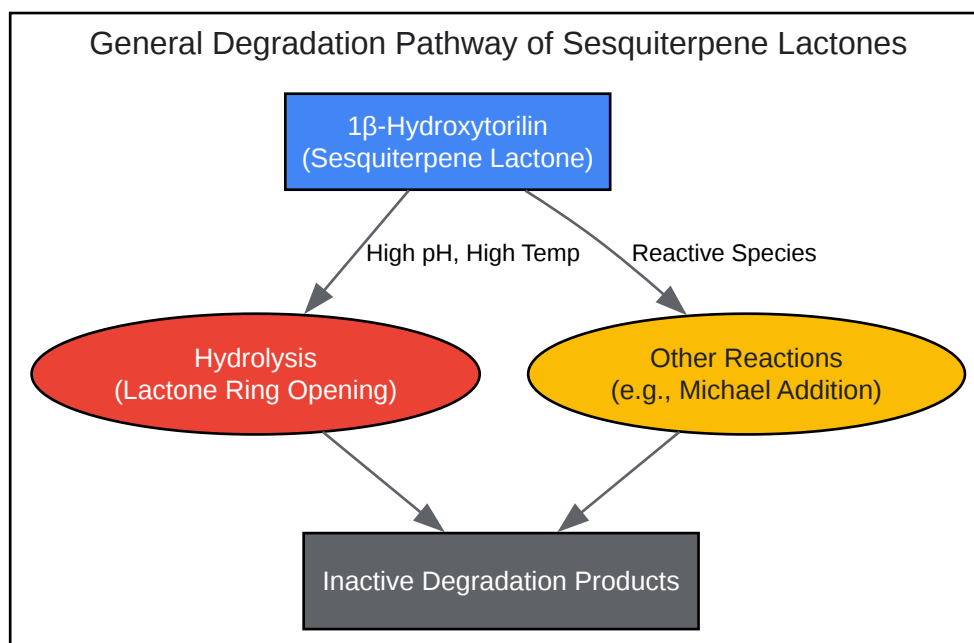 General Degradation Pathway of Sesquiterpene Lactones
1β-Hydroxytorilin
(Sesquiterpene Lactone)
High pH, High Temp
Reactive Species
Hydrolysis
(Lactone Ring Opening)
Other Reactions
(e.g., Michael Addition)
Inactive Degradation Products